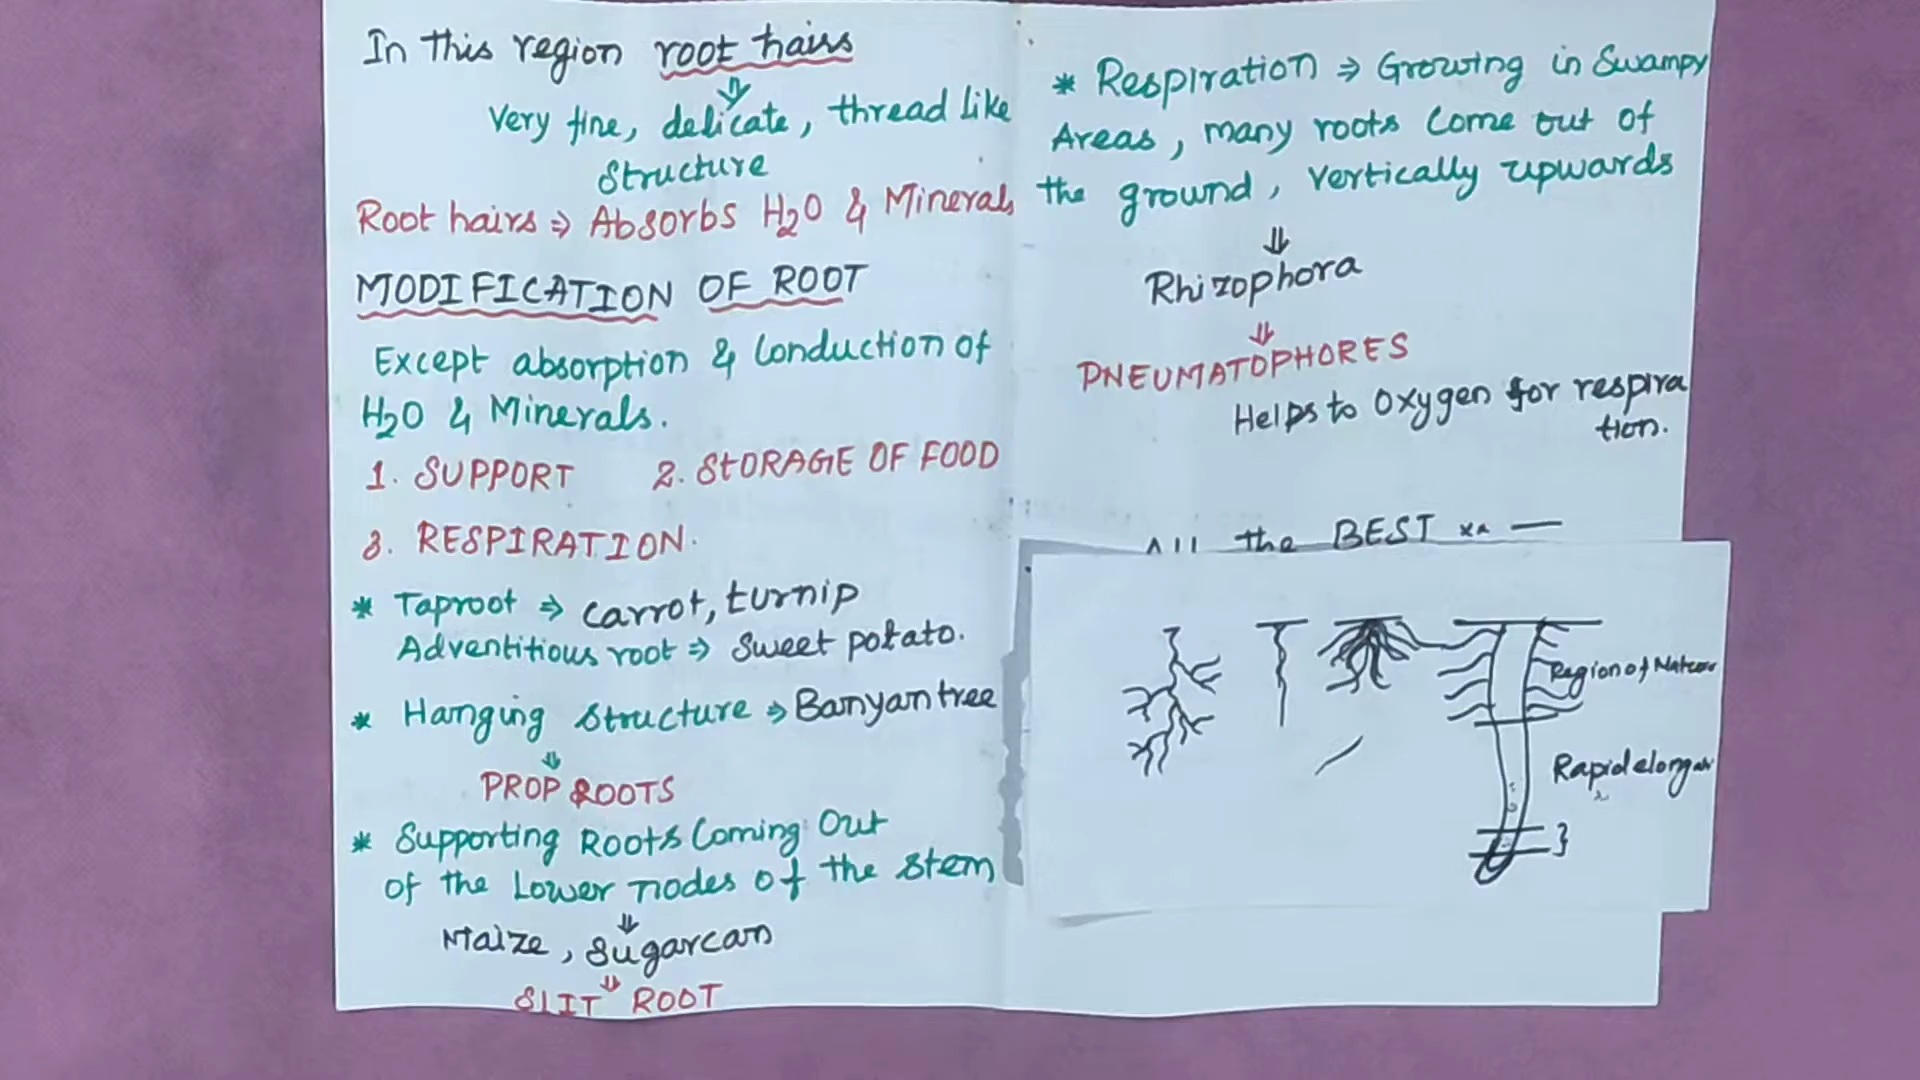 In this region root hairs
⇓
Very fine, delicate, thread like
Structure
Root hairs ⇒ Absorbs H2O & Minerals
MODIFICATION OF ROOT
Except absorption & Conduction of
H2O & Minerals.
1. SUPPORT 2. STORAGE OF FOOD
3. RESPIRATION.
* Taproot ⇒ carrot, turnip
Adventitious root ⇒ Sweet potato.
* Hanging Structure ⇒ Banyan tree
⇓
PROP ROOTS
* Supporting Roots Coming Out
of the Lower nodes of the Stem
⇓
Maize, Sugarcan
⇓
SLIT ROOT
* Respiration ⇒ Growing in Swampy
Areas, many roots Come out of
the ground, Vertically upwards
⇓
Rhizophora
⇓
PNEUMATOPHORES
Helps to Oxygen for respira
tion.
All the BEST
Region of
Rapid